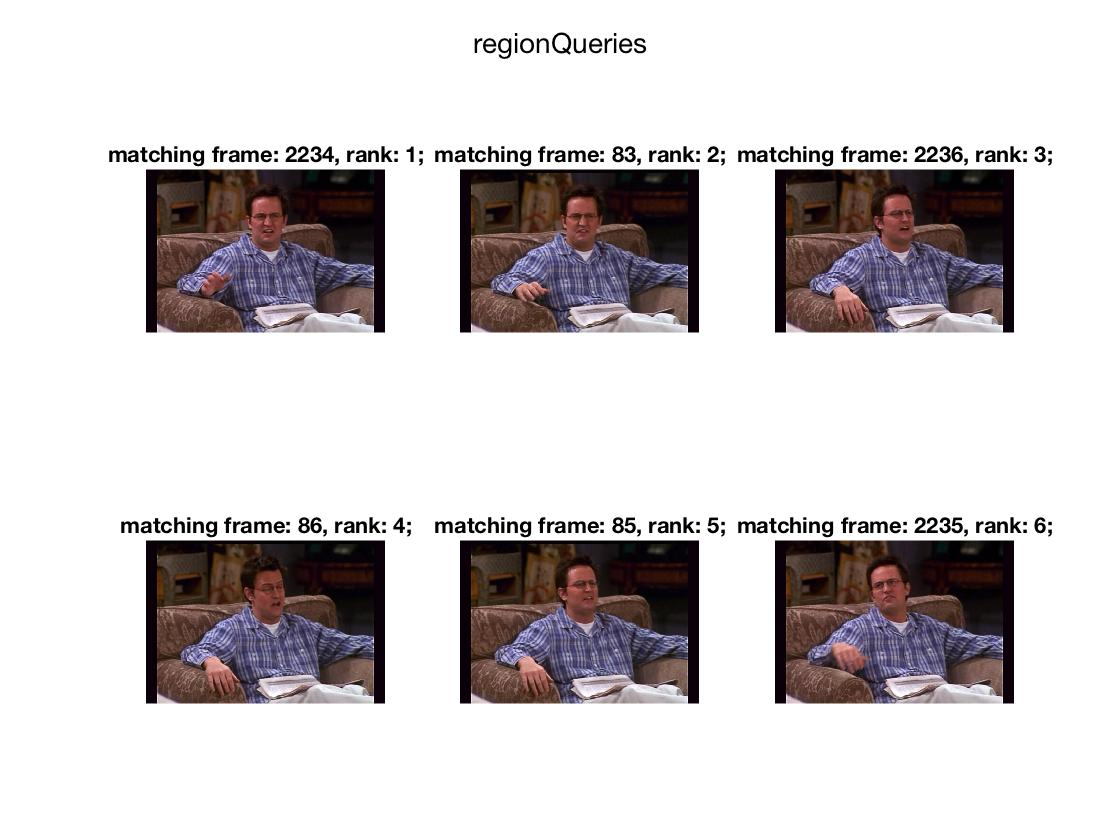 regionQueries
matching frame: 2234, rank: 1; matching frame: 83, rank: 2; matching frame: 2236, rank: 3;
matching frame: 86, rank: 4; matching frame: 85, rank: 5; matching frame: 2235, rank: 6;